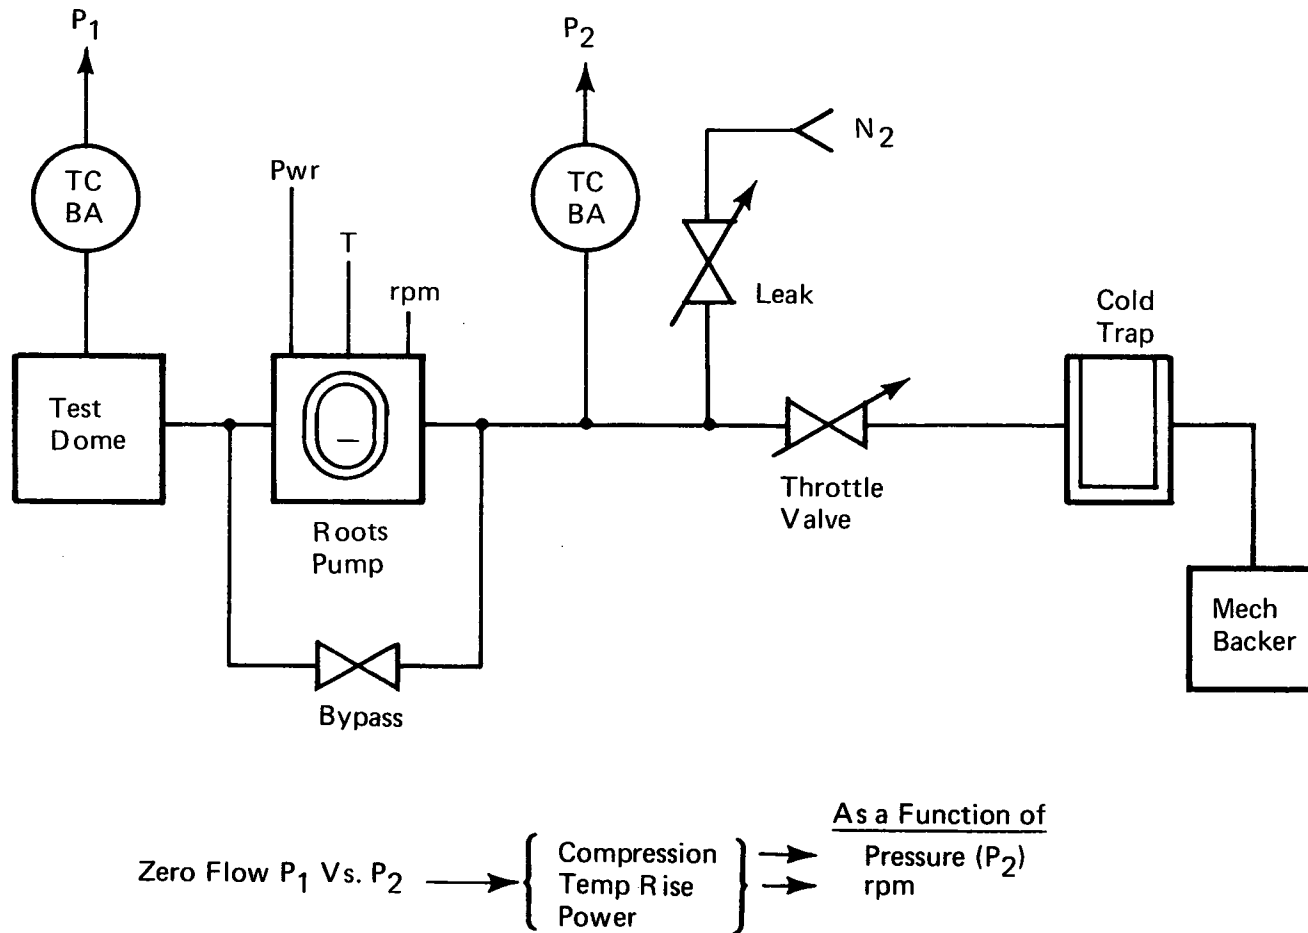 P1
P2
N2
TC
BA
Pwr
T
rpm
TC
BA
Leak
Cold
Trap
Test
Dome
Roots
Pump
Throttle
Valve
Mech
Backer
Bypass
As a Function of
Zero Flow P1 Vs. P2
Compression
Temp Rise
Power
Pressure (P2)
rpm